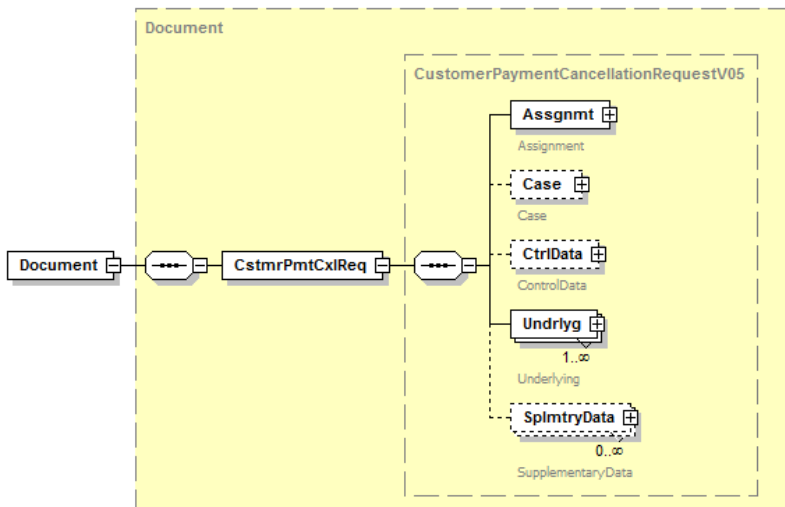 Document
CustomerPaymentCancellationRequestV05
Assgnmt
Assignment
Case
Case
CtrlData
ControlData
Document
CstmrPmtCxlReq
Undrlyg
1..∞
Underlying
SplmtryData
0..∞
SupplementaryData